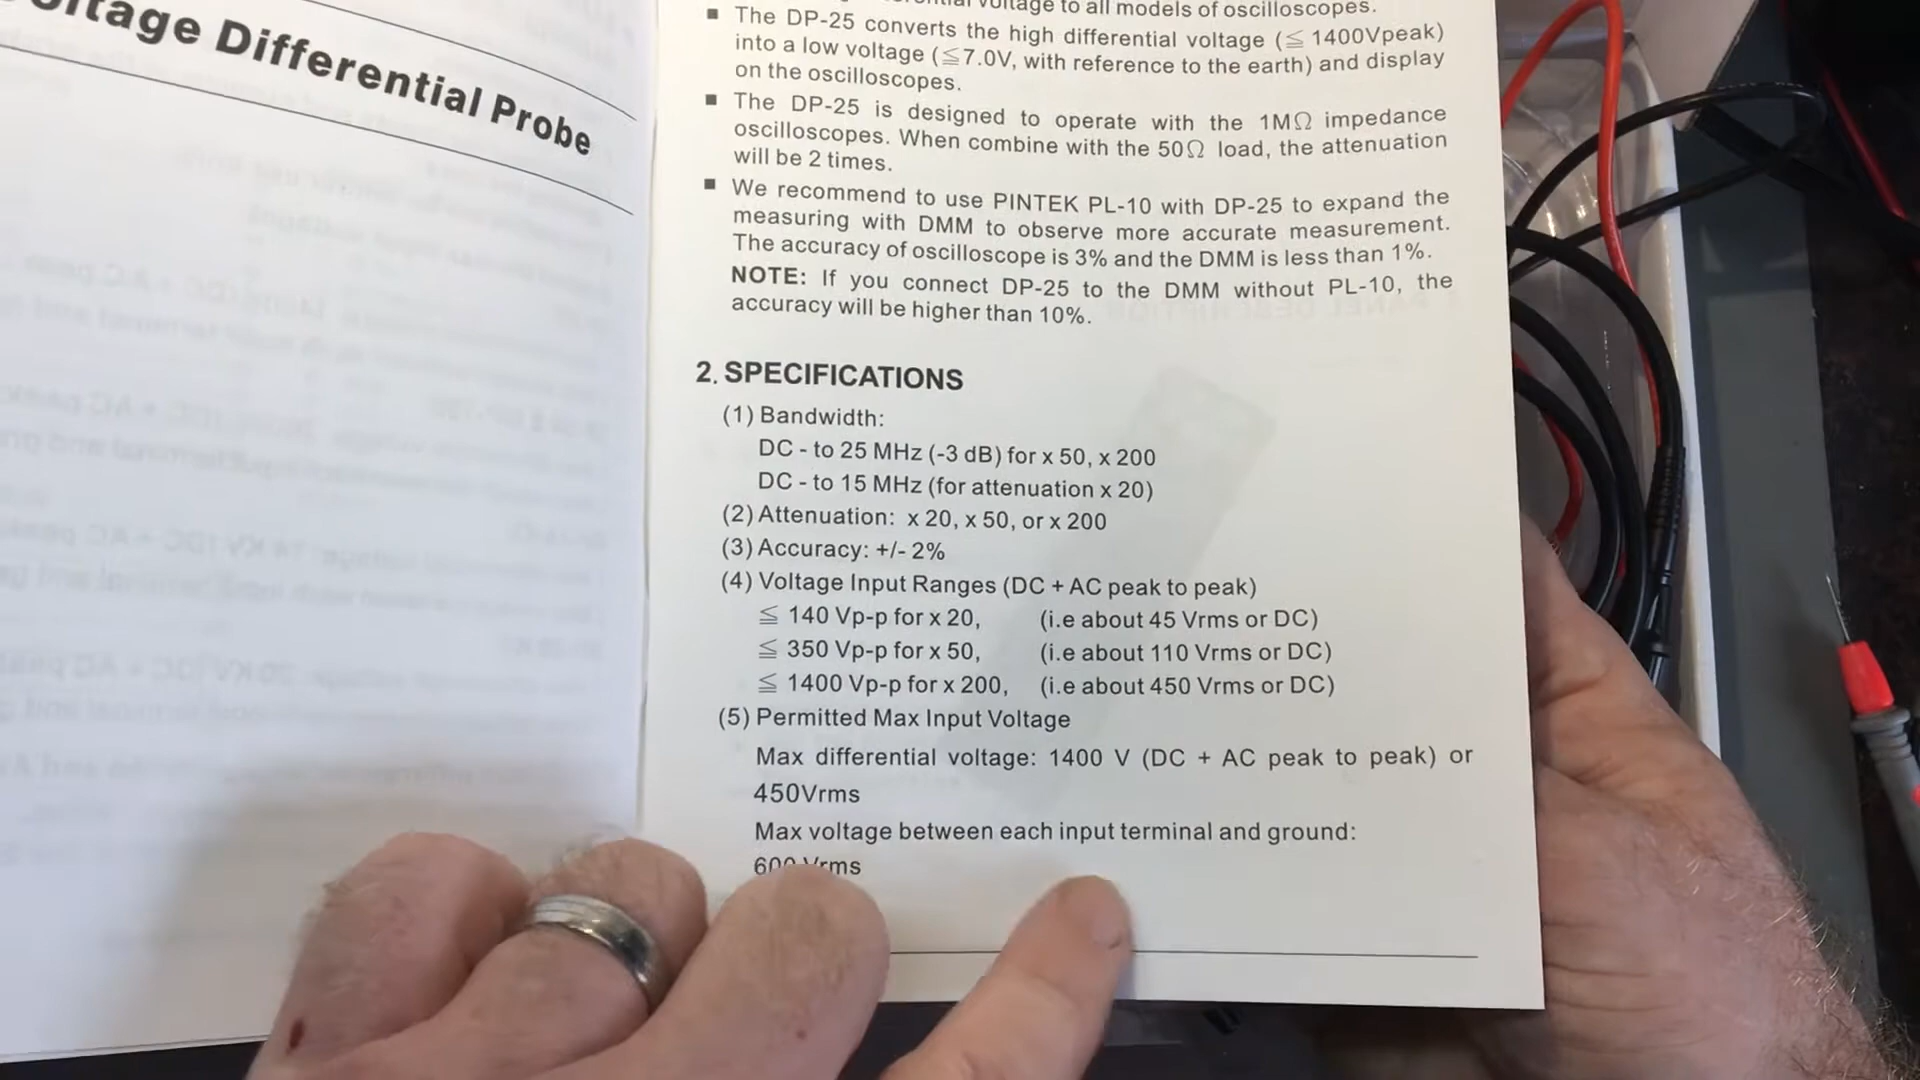 Differential Probe
voltage to all models of oscilloscopes.
▪ The DP-25 converts the high differential voltage (≦ 1400Vpeak)
into a low voltage (≦7.0V, with reference to the earth) and display
on the oscilloscopes.
▪ The DP-25 is designed to operate with the 1MΩ impedance
oscilloscopes. When combine with the 50Ω load, the attenuation
will be 2 times.
▪ We recommend to use PINTEK PL-10 with DP-25 to expand the
measuring with DMM to observe more accurate measurement.
The accuracy of oscilloscope is 3% and the DMM is less than 1%.
NOTE: If you connect DP-25 to the DMM without PL-10, the
accuracy will be higher than 10%.
2. SPECIFICATIONS
(1) Bandwidth:
DC - to 25 MHz (-3 dB) for x 50, x 200
DC - to 15 MHz (for attenuation x 20)
(2) Attenuation: x 20, x 50, or x 200
(3) Accuracy: +/- 2%
(4) Voltage Input Ranges (DC + AC peak to peak)
≦ 140 Vp-p for x 20, (i.e about 45 Vrms or DC)
≦ 350 Vp-p for x 50, (i.e about 110 Vrms or DC)
≦ 1400 Vp-p for x 200, (i.e about 450 Vrms or DC)
(5) Permitted Max Input Voltage
Max differential voltage: 1400 V (DC + AC peak to peak) or
450Vrms
Max voltage between each input terminal and ground:
600 Vrms